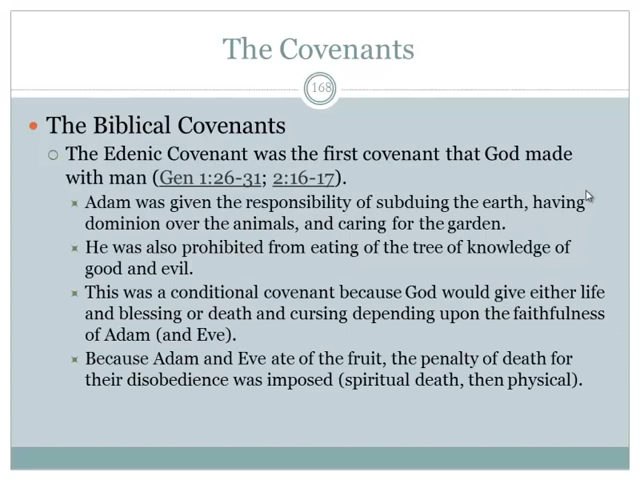 The Covenants
168
The Biblical Covenants
The Edenic Covenant was the first covenant that God made
with man (Gen 1:26-31; 2:16-17).
Adam was given the responsibility of subduing the earth, having
dominion over the animals, and caring for the garden.
He was also prohibited from eating of the tree of knowledge of
good and evil.
This was a conditional covenant because God would give either life
and blessing or death and cursing depending upon the faithfulness
of Adam (and Eve).
Because Adam and Eve ate of the fruit, the penalty of death for
their disobedience was imposed (spiritual death, then physical).